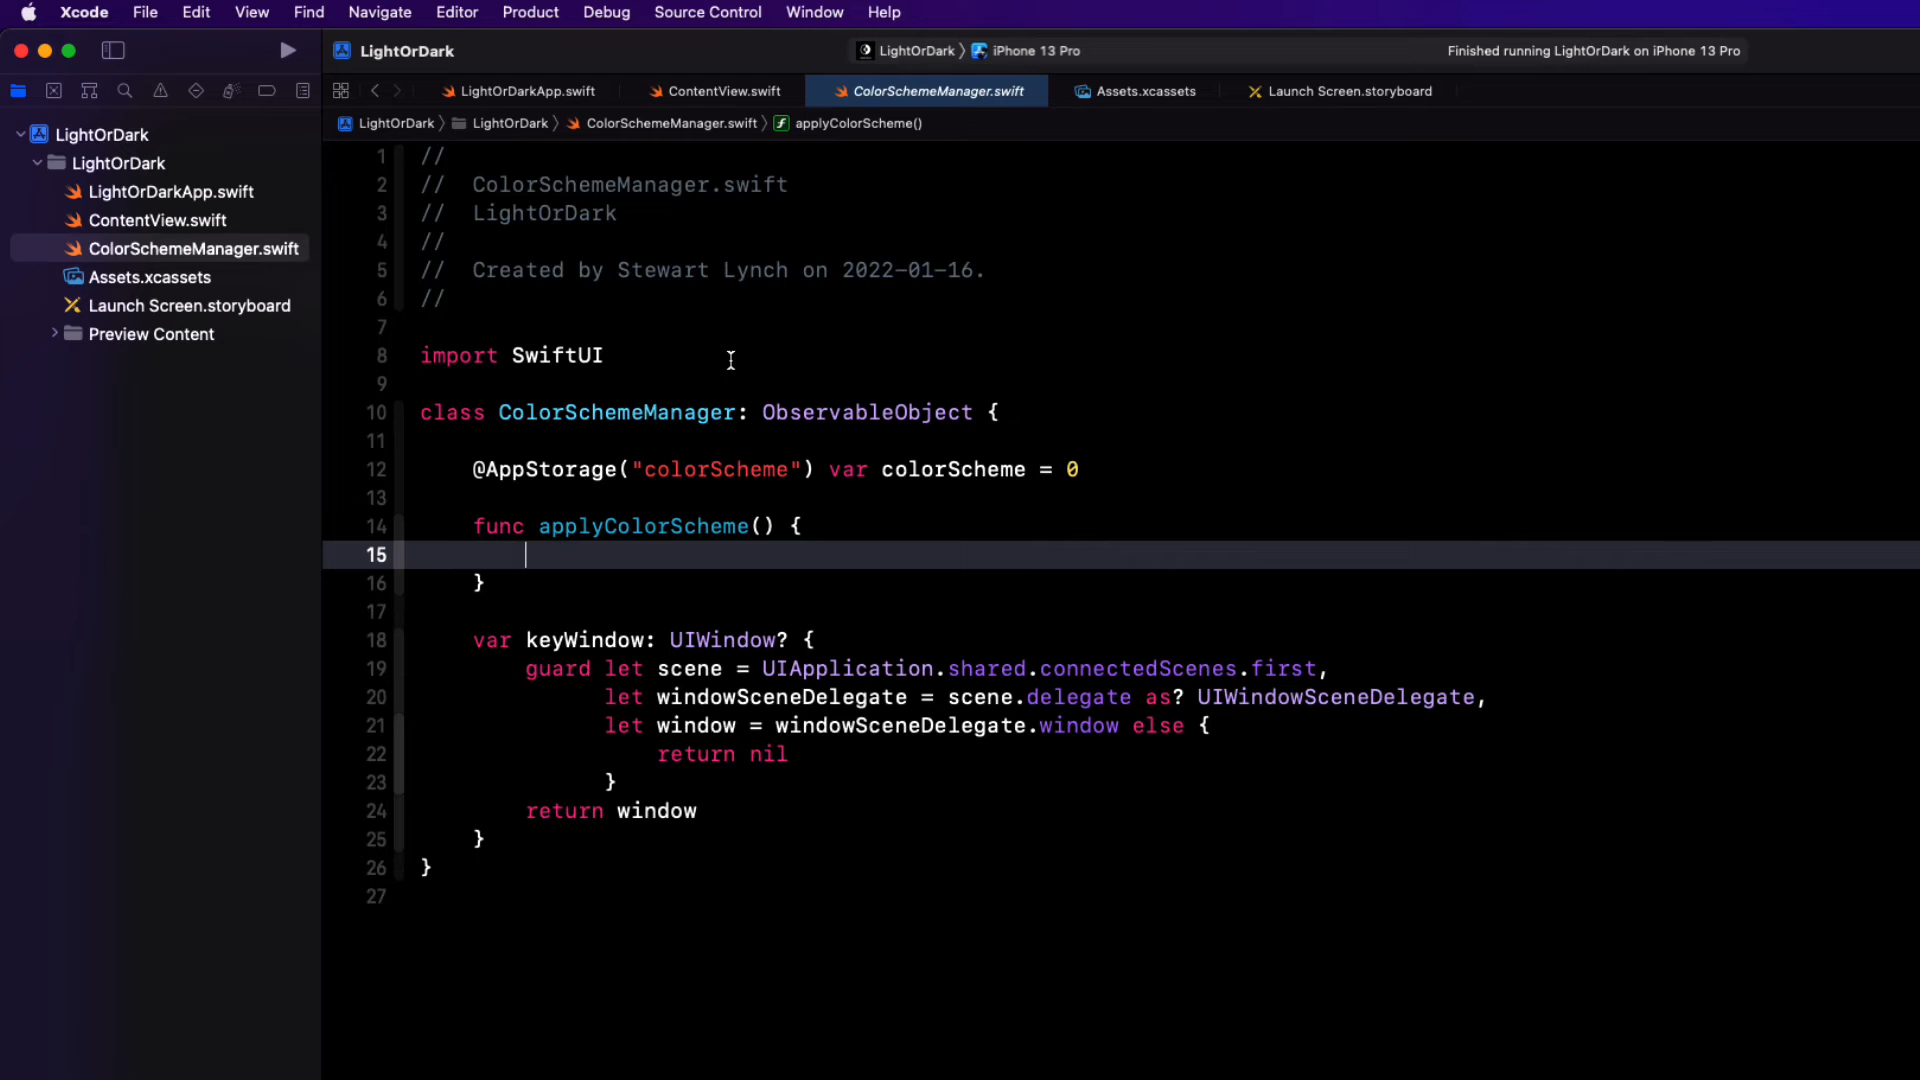 Xcode File Edit View Find Navigate Editor Product Debug Source Control Window Help
LightOrDark
LightOrDark 〉 iPhone 13 Pro
Finished running LightOrDark on iPhone 13 Pro
LightOrDarkApp.swift ContentView.swift ColorSchemeManager.swift Assets.xcassets Launch Screen.storyboard
LightOrDark 〉 LightOrDark 〉 ColorSchemeManager.swift 〉 f applyColorScheme()
LightOrDark
LightOrDark
LightOrDarkApp.swift
ContentView.swift
ColorSchemeManager.swift
Assets.xcassets
Launch Screen.storyboard
Preview Content
1 //
2 //  ColorSchemeManager.swift
3 //  LightOrDark
4 //
5 //  Created by Stewart Lynch on 2022-01-16.
6 //
7
8 import SwiftUI
9
10 class ColorSchemeManager: ObservableObject {
11
12     @AppStorage("colorScheme") var colorScheme = 0
13
14     func applyColorScheme() {
15
16     }
17
18     var keyWindow: UIWindow? {
19         guard let scene = UIApplication.shared.connectedScenes.first,
20               let windowSceneDelegate = scene.delegate as? UIWindowSceneDelegate,
21               let window = windowSceneDelegate.window else {
22                   return nil
23               }
24         return window
25     }
26 }
27